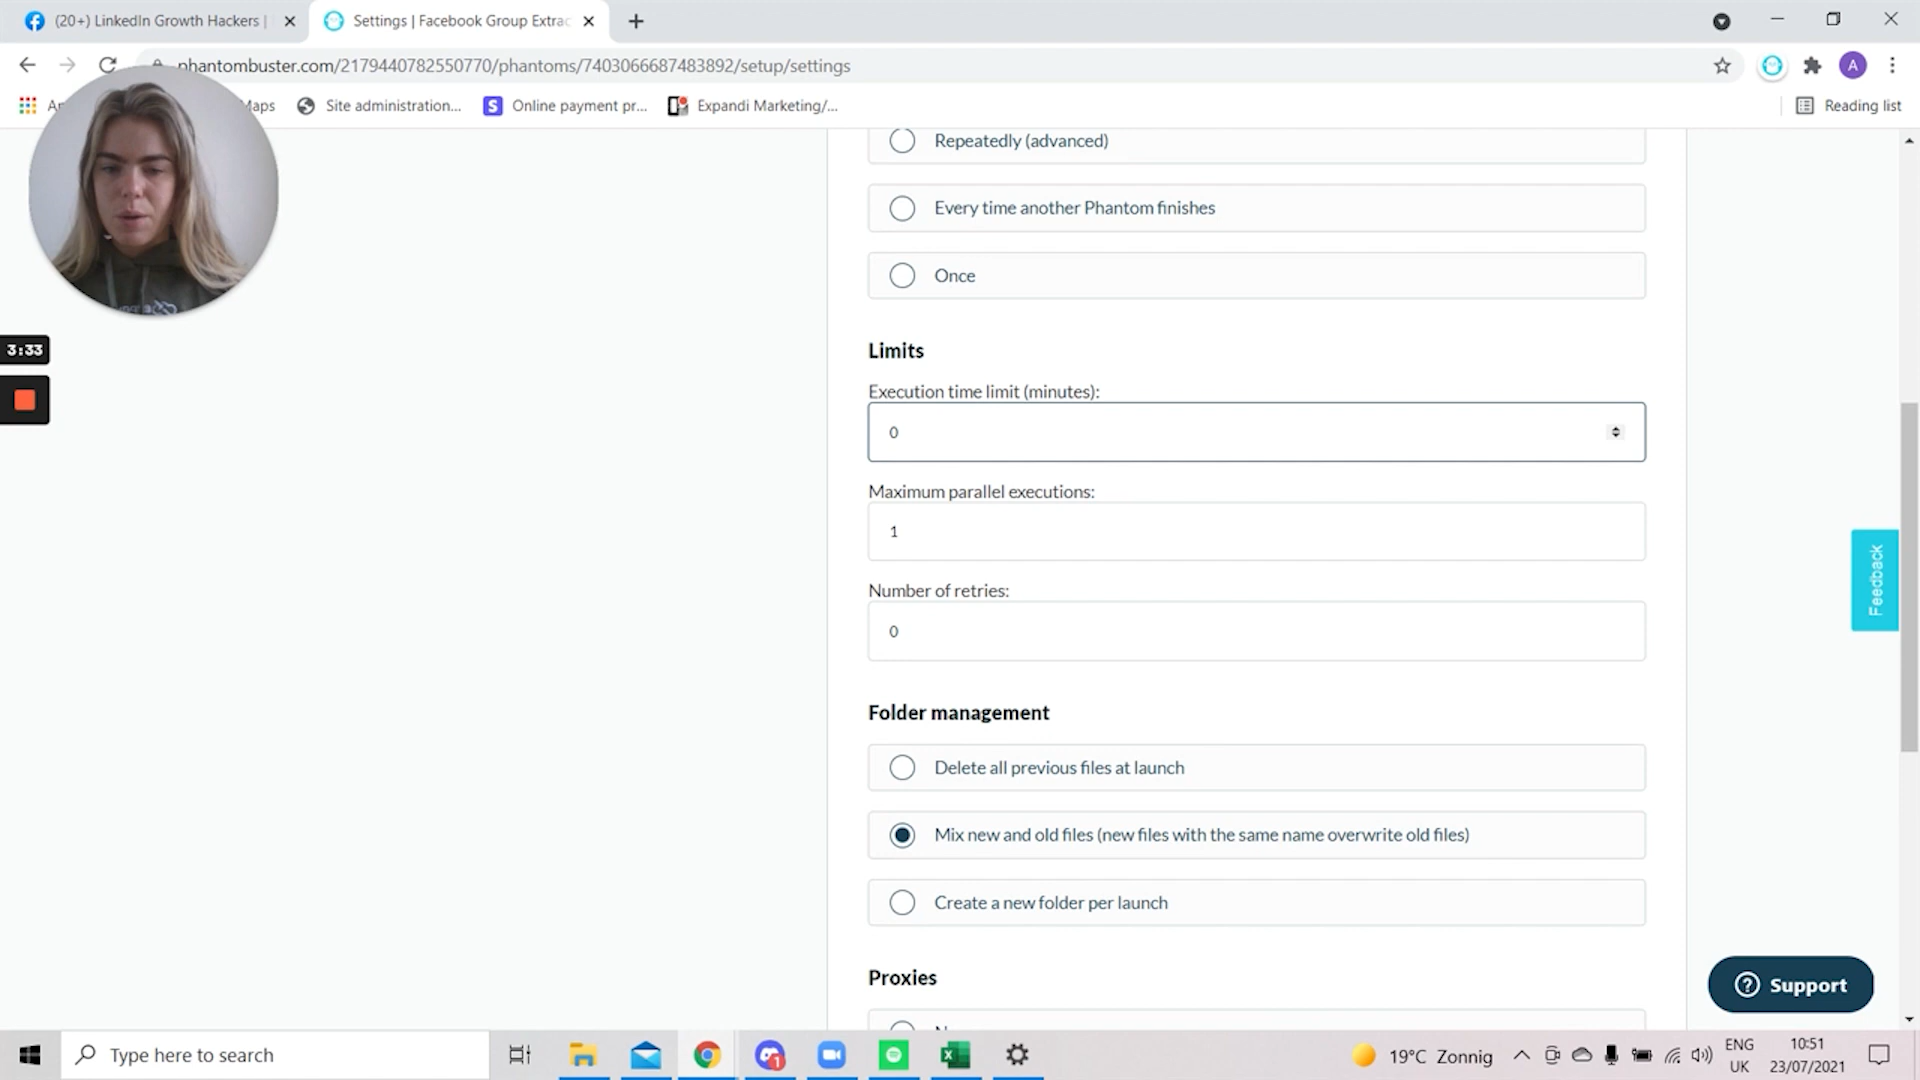 (20+) LinkedIn Growth Hackers |
Settings | Facebook Group Extrac
phantombuster.com/2179440782550770/phantoms/7403066687483892/setup/settings
A
Maps
Site administration...
S
Online payment pr...
Expandi Marketing/...
Reading list
Repeatedly (advanced)
Every time another Phantom finishes
Once
3:33
Limits
Execution time limit (minutes):
0
Maximum parallel executions:
1
Number of retries:
0
Feedback
Folder management
Delete all previous files at launch
Mix new and old files (new files with the same name overwrite old files)
Create a new folder per launch
Proxies
Support
Type here to search
1
19°C Zonnig
ENG
UK
10:51
23/07/2021